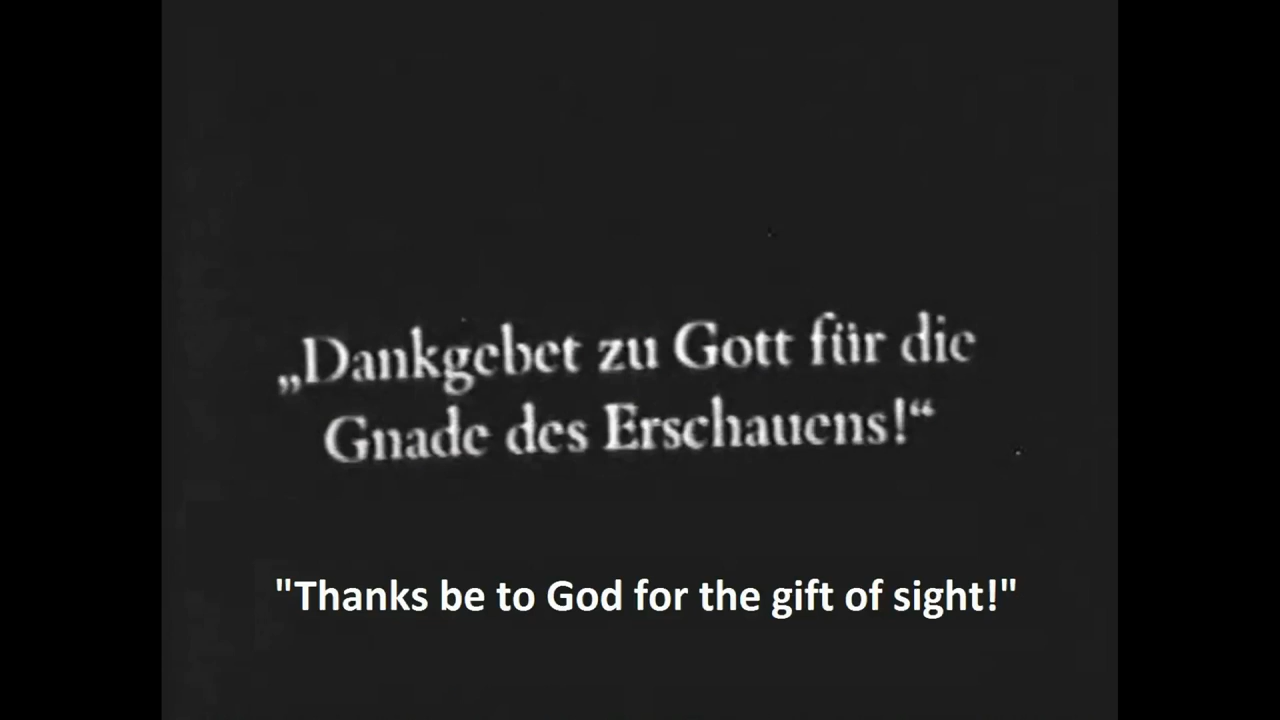 „Dankgebet zu Gott für die
Gnade des Erschauens!“
"Thanks be to God for the gift of sight!"